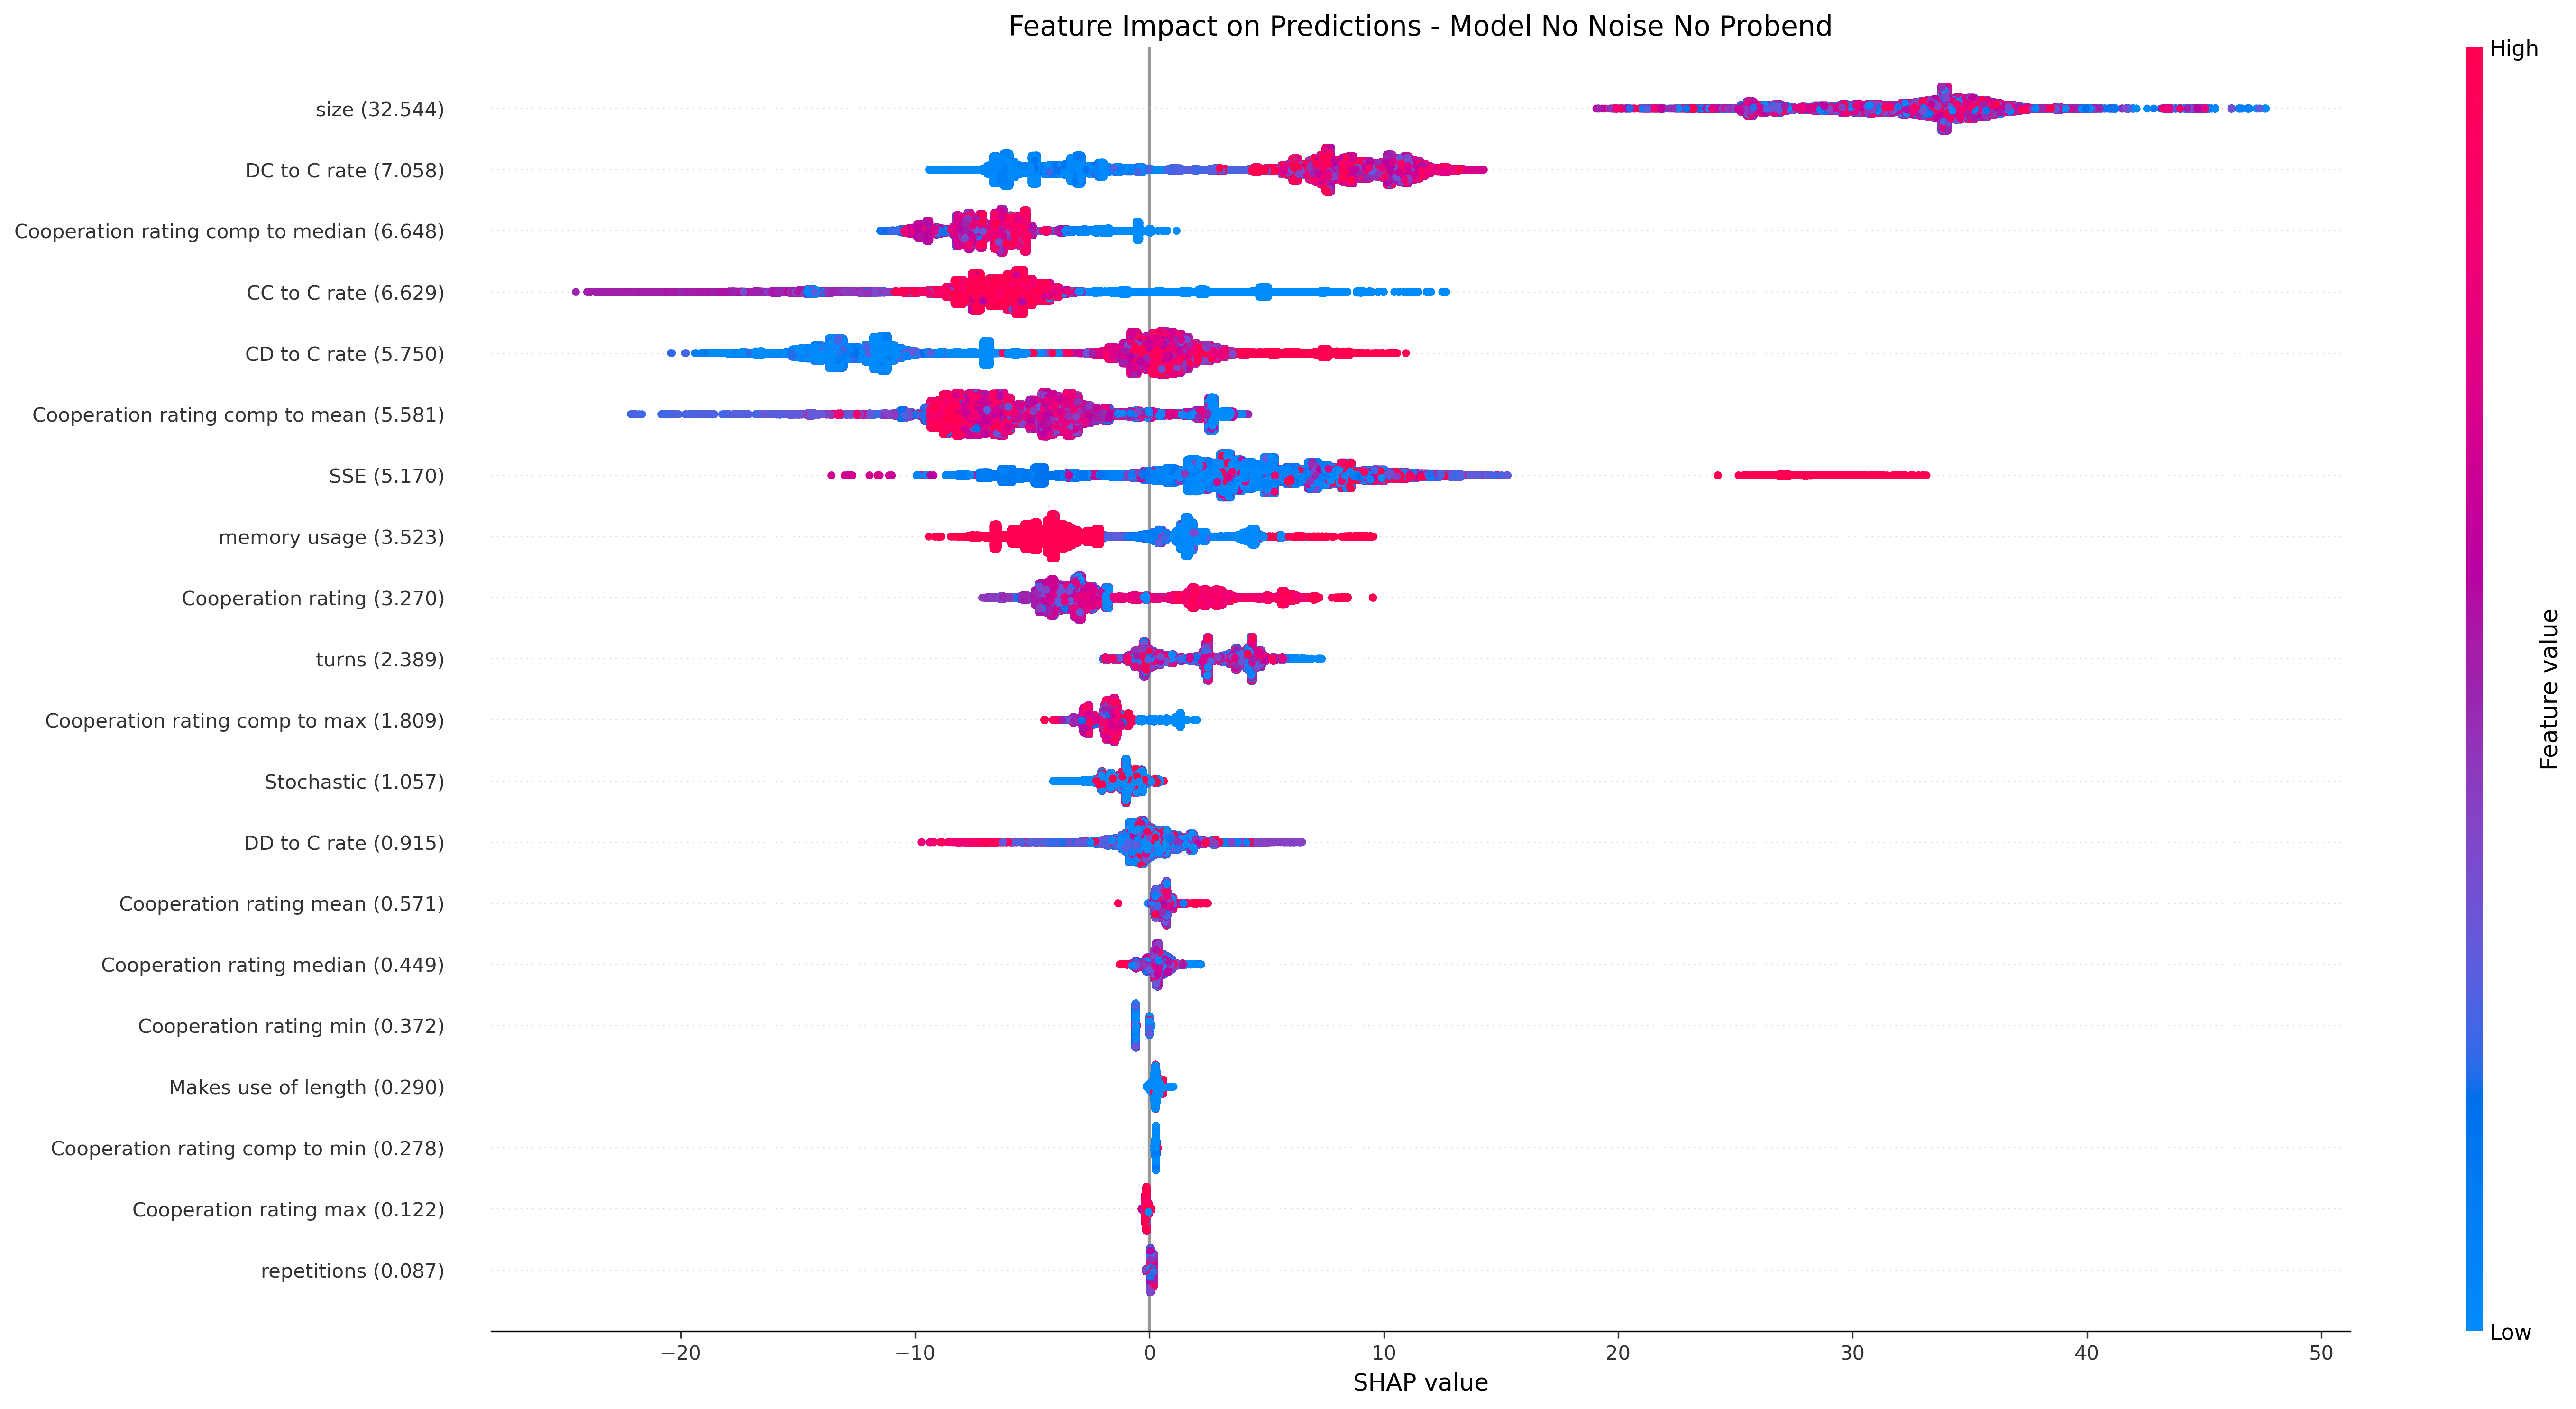 Feature Impact on Predictions - Model No Noise No Probend
High
size (32.544)
DC to C rate (7.058)
Cooperation rating comp to median (6.648)
CC to C rate (6.629)
CD to C rate (5.750)
Cooperation rating comp to mean (5.581)
SSE (5.170)
memory usage (3.523)
Cooperation rating (3.270)
turns (2.389)
Cooperation rating comp to max (1.809)
Stochastic (1.057)
DD to C rate (0.915)
Cooperation rating mean (0.571)
Cooperation rating median (0.449)
Cooperation rating min (0.372)
Makes use of length (0.290)
Cooperation rating comp to min (0.278)
Cooperation rating max (0.122)
repetitions (0.087)
Feature value
Low
−20 −10 0 10 20 30 40 50
SHAP value